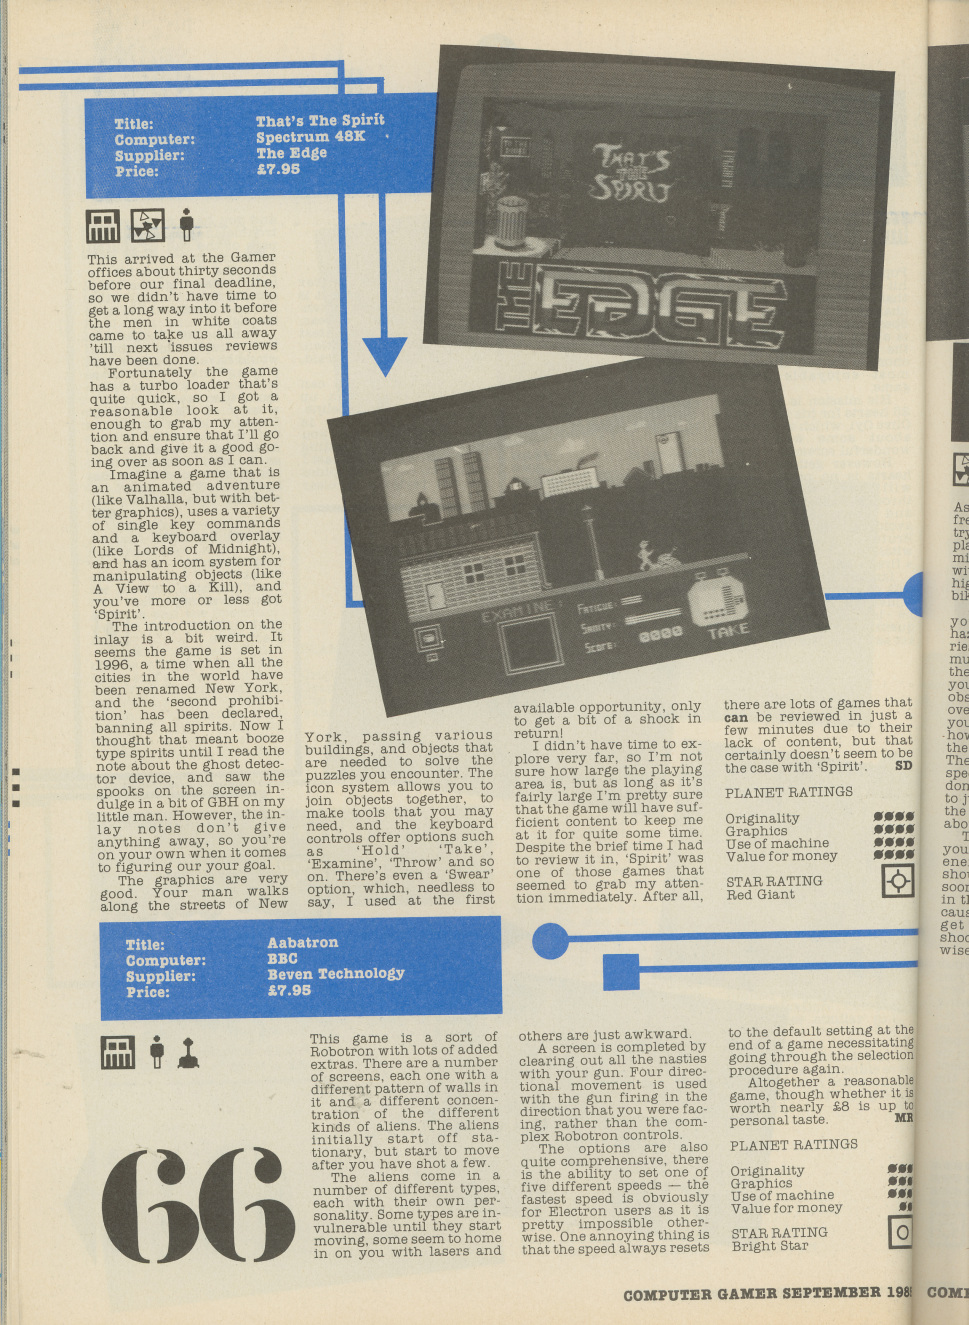 Title: That's The Spirit
Computer: Spectrum 48K
Supplier: The Edge
Price: £7.95
THAT'S
THE
SPIRIT
THE EDGE
This arrived at the Gamer
offices about thirty seconds
before our final deadline,
so we didn't have time to
get a long way into it before
the men in white coats
came to take us all away
'till next issues reviews
have been done.
Fortunately the game
has a turbo loader that's
quite quick, so I got a
reasonable look at it,
enough to grab my atten-
tion and ensure that I'll go
back and give it a good go-
ing over as soon as I can.
Imagine a game that is
an animated adventure
(like Valhalla, but with bet-
ter graphics), uses a variety
of single key commands
and a keyboard overlay
(like Lords of Midnight),
and has an icom system for
manipulating objects (like
A View to a Kill), and
you've more or less got
'Spirit'.
The introduction on the
inlay is a bit weird. It
seems the game is set in
1996, a time when all the
cities in the world have
been renamed New York,
and the 'second prohibi-
tion' has been declared,
banning all spirits. Now I
thought that meant booze
type spirits until I read the
note about the ghost detec-
tor device, and saw the
spooks on the screen in-
dulge in a bit of GBH on my
little man. However, the in-
lay notes don't give
anything away, so you're
on your own when it comes
to figuring our your goal.
The graphics are very
good. Your man walks
along the streets of New
EXAMINE
FATIGUE:
SANITY:
SCORE: 0000
TAKE
York, passing various
buildings, and objects that
are needed to solve the
puzzles you encounter. The
icon system allows you to
join objects together, to
make tools that you may
need, and the keyboard
controls offer options such
as 'Hold' 'Take',
'Examine', 'Throw' and so
on. There's even a 'Swear'
option, which, needless to
say, I used at the first
available opportunity, only
to get a bit of a shock in
return!
I didn't have time to ex-
plore very far, so I'm not
sure how large the playing
area is, but as long as it's
fairly large I'm pretty sure
that the game will have suf-
ficient content to keep me
at it for quite some time.
Despite the brief time I had
to review it in, 'Spirit' was
one of those games that
seemed to grab my atten-
tion immediately. After all,
there are lots of games that
can be reviewed in just a
few minutes due to their
lack of content, but that
certainly doesn't seem to be
the case with 'Spirit'. SD
PLANET RATINGS
Originality
Graphics
Use of machine
Value for money
STAR RATING
Red Giant
Title: Aabatron
Computer: BBC
Supplier: Beven Technology
Price: £7.95
This game is a sort of
Robotron with lots of added
extras. There are a number
of screens, each one with a
different pattern of walls in
it and a different concen-
tration of the different
kinds of aliens. The aliens
initially start off sta-
tionary, but start to move
after you have shot a few.
The aliens come in a
number of different types,
each with their own per-
sonality. Some types are in-
vulnerable until they start
moving, some seem to home
in on you with lasers and
others are just awkward.
A screen is completed by
clearing out all the nasties
with your gun. Four direc-
tional movement is used
with the gun firing in the
direction that you were fac-
ing, rather than the com-
plex Robotron controls.
The options are also
quite comprehensive, there
is the ability to set one of
five different speeds — the
fastest speed is obviously
for Electron users as it is
pretty impossible other-
wise. One annoying thing is
that the speed always resets
to the default setting at the
end of a game necessitating
going through the selection
procedure again.
Altogether a reasonable
game, though whether it is
worth nearly £8 is up to
personal taste. MR
PLANET RATINGS
Originality
Graphics
Use of machine
Value for money
STAR RATING
Bright Star
66
COMPUTER GAMER SEPTEMBER 198